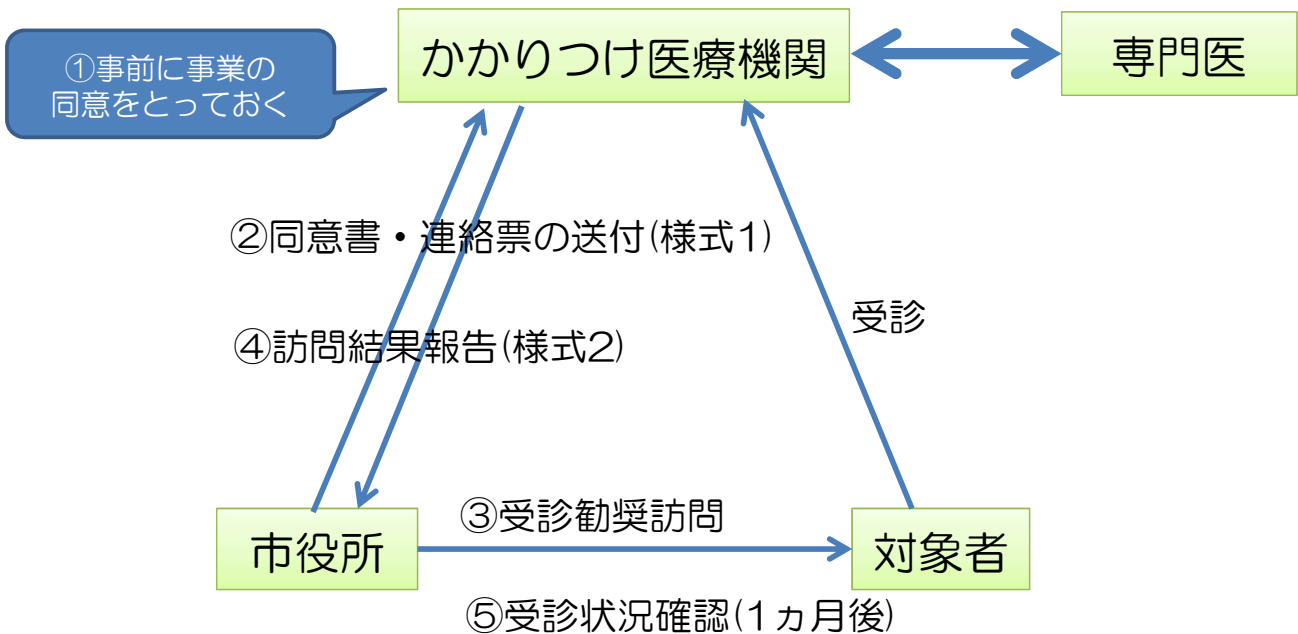 かかりつけ医療機関
専門医
①事前に事業の
同意をとっておく
②同意書・連絡票の送付(様式1)
④訪問結果報告(様式2)
受診
③受診勧奨訪問
市役所
対象者
⑤受診状況確認(1ヵ月後)